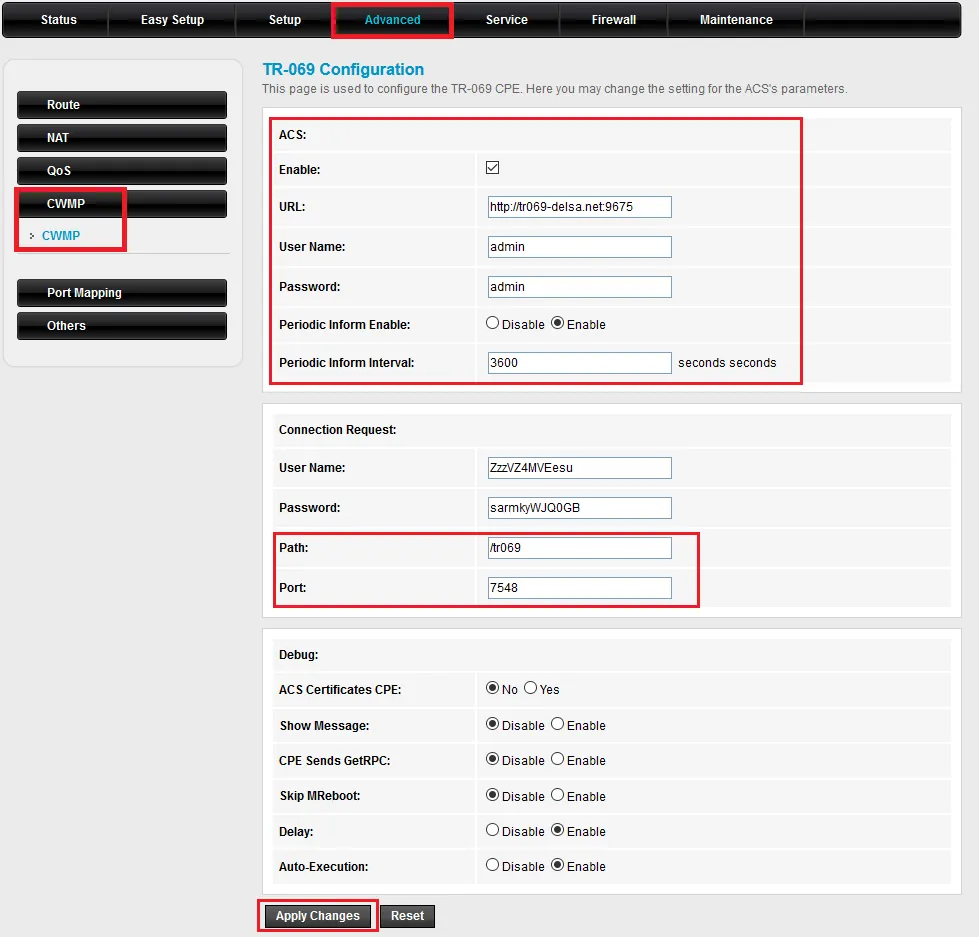 Status Easy Setup Setup Advanced Service Firewall Maintenance
Route
NAT
QoS
CWMP
CWMP
Port Mapping
Others
TR-069 Configuration
This page is used to configure the TR-069 CPE. Here you may change the setting for the ACS's parameters.
ACS:
Enable:
URL: http://tr069-delsa.net:9675
User Name: admin
Password: admin
Periodic Inform Enable: Disable Enable
Periodic Inform Interval: 3600 seconds seconds
Connection Request:
User Name: ZzzVZ4MVEesu
Password: sarmkyWJQ0GB
Path: /tr069
Port: 7548
Debug:
ACS Certificates CPE: No Yes
Show Message: Disable Enable
CPE Sends GetRPC: Disable Enable
Skip MReboot: Disable Enable
Delay: Disable Enable
Auto-Execution: Disable Enable
Apply Changes Reset